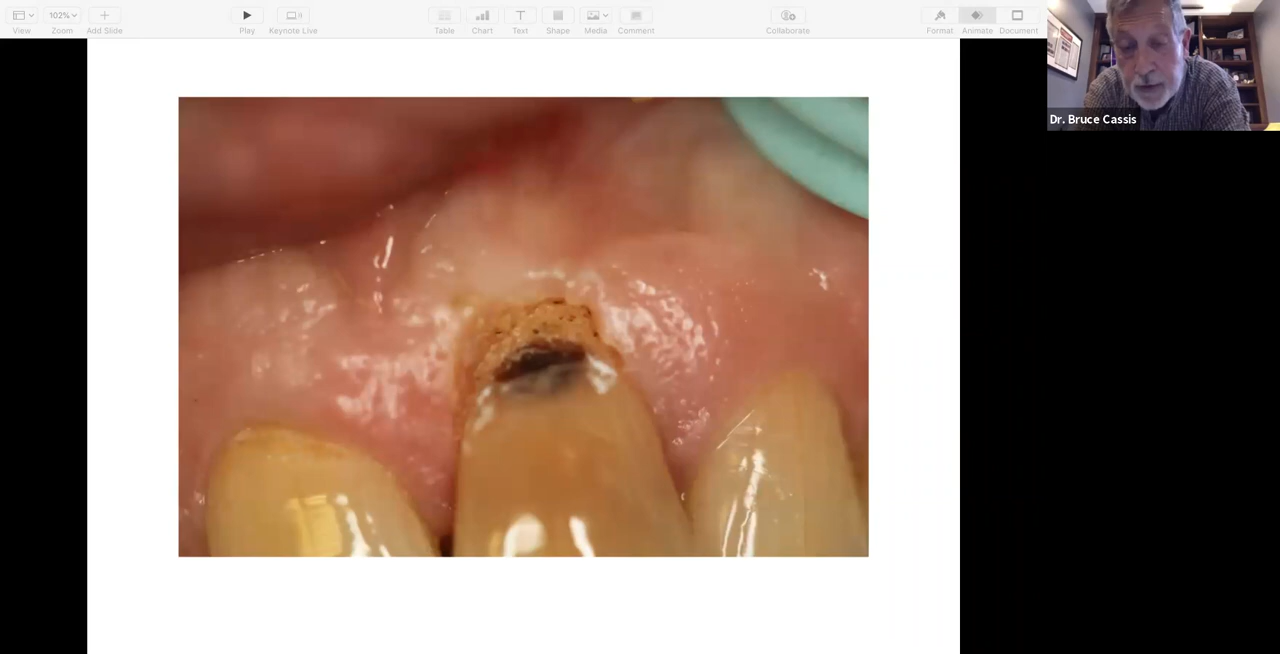 View
102%
Zoom
Add Slide
Play
Keynote Live
Table
Chart
Text
Shape
Media
Comment
Collaborate
Format
Animate
Document
Dr. Bruce Cassis